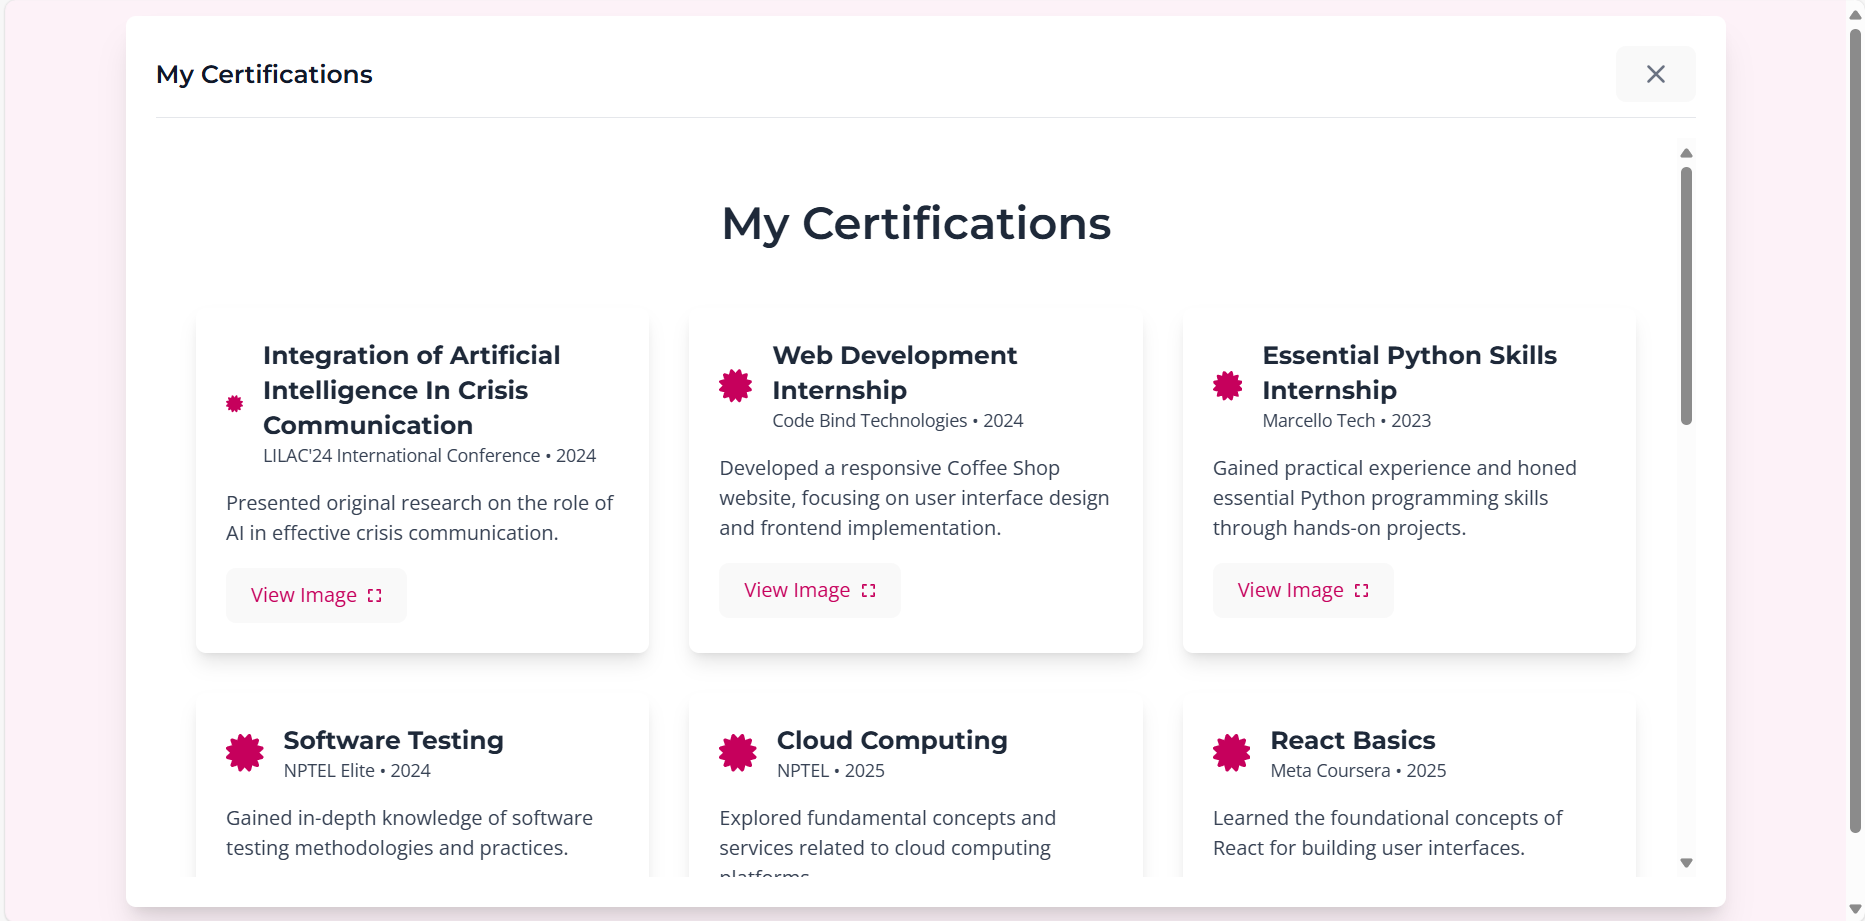 My Certifications
My Certifications
Integration of Artificial
Intelligence In Crisis
Communication
LILAC'24 International Conference • 2024
Presented original research on the role of
AI in effective crisis communication.
View Image
Web Development
Internship
Code Bind Technologies • 2024
Developed a responsive Coffee Shop
website, focusing on user interface design
and frontend implementation.
View Image
Essential Python Skills
Internship
Marcello Tech • 2023
Gained practical experience and honed
essential Python programming skills
through hands-on projects.
View Image
Software Testing
NPTEL Elite • 2024
Gained in-depth knowledge of software
testing methodologies and practices.
Cloud Computing
NPTEL • 2025
Explored fundamental concepts and
services related to cloud computing
platforms.
React Basics
Meta Coursera • 2025
Learned the foundational concepts of
React for building user interfaces.